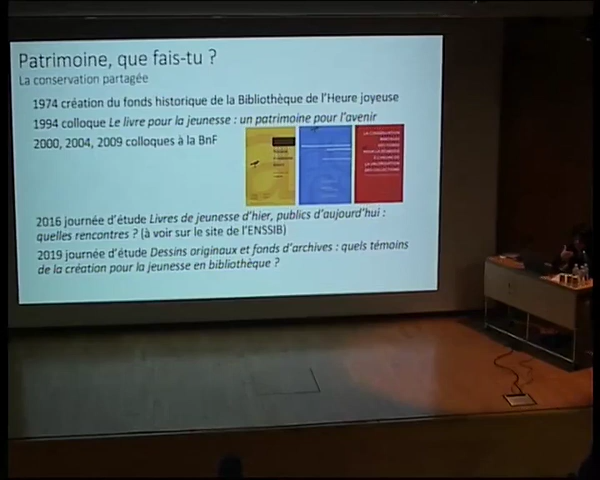 Patrimoine, que fais-tu ?
La conservation partagée
1974 création du fonds historique de la Bibliothèque de l'Heure joyeuse
1994 colloque Le livre pour la jeunesse : un patrimoine pour l'avenir
2000, 2004, 2009 colloques à la BnF
2016 journée d'étude Livres de jeunesse d'hier, publics d'aujourd'hui :
quelles rencontres ? (à voir sur le site de l'ENSSIB)
2019 journée d'étude Dessins originaux et fonds d'archives : quels témoins
de la création pour la jeunesse en bibliothèque ?